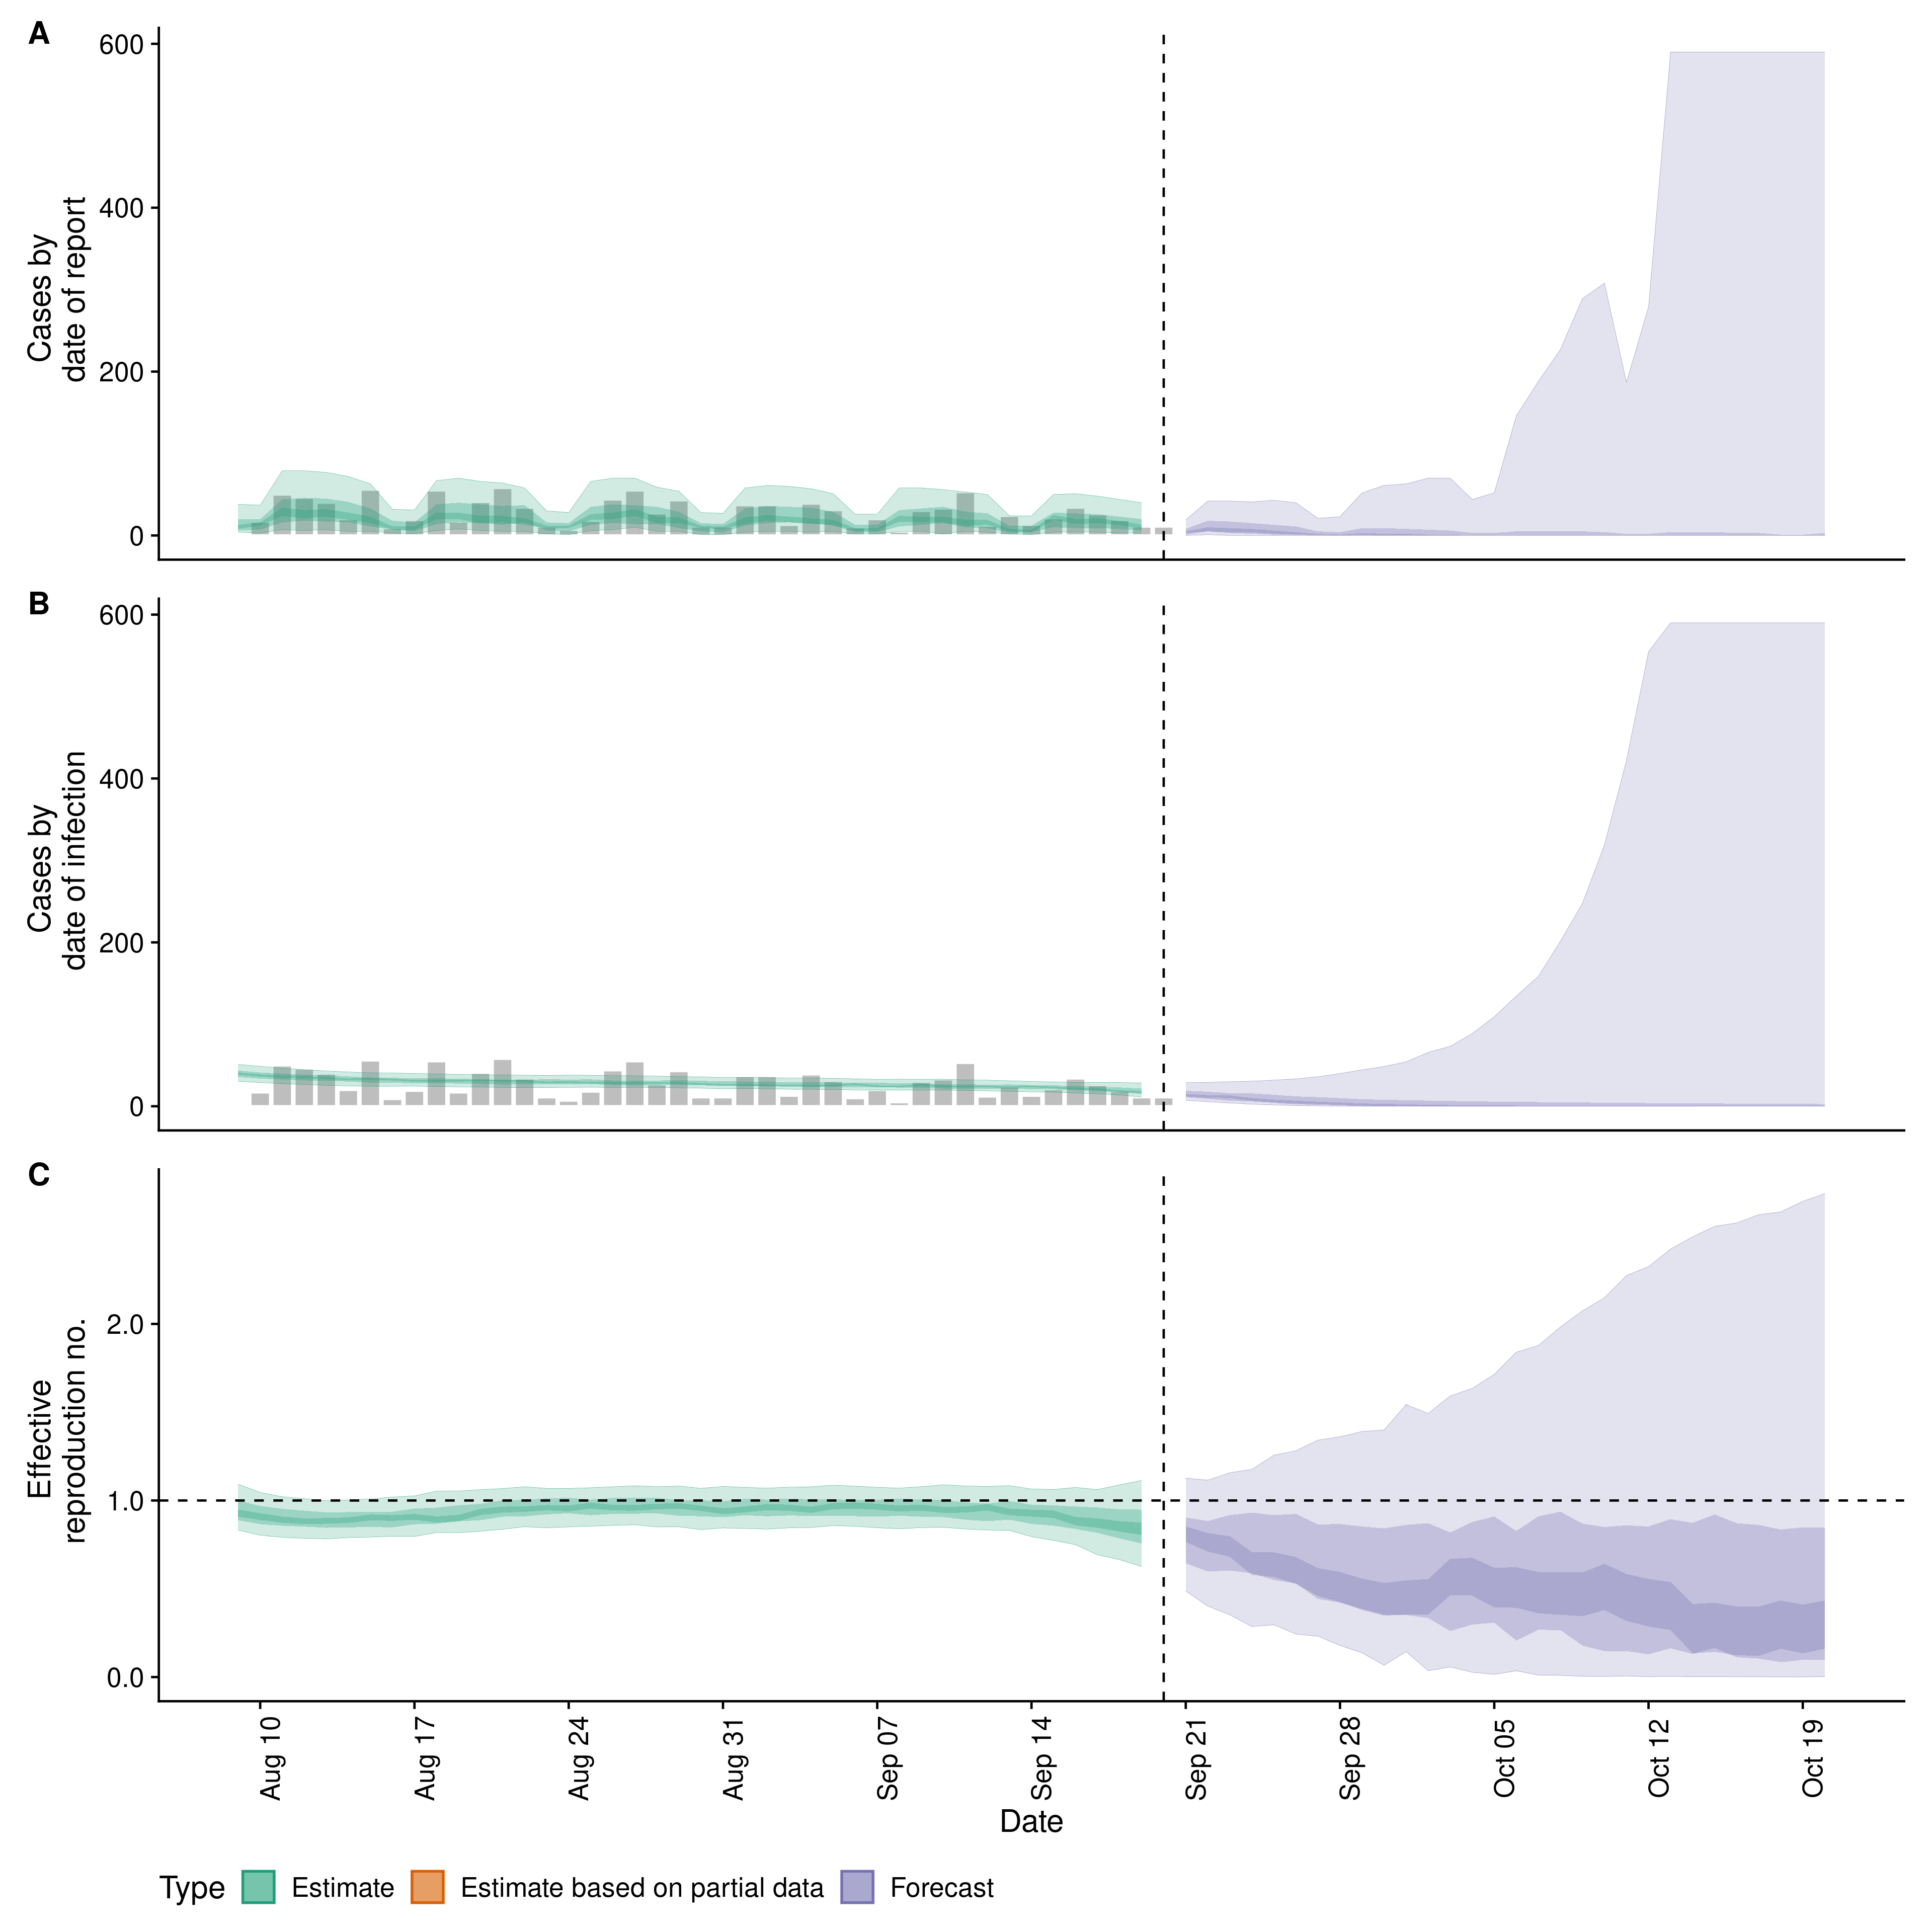 A
600
400
200
0
Cases by
date of report
B
600
400
200
0
Cases by
date of infection
C
2.0
1.0
0.0
Effective
reproduction no.
Aug 10
Aug 17
Aug 24
Aug 31
Sep 07
Sep 14
Sep 21
Sep 28
Oct 05
Oct 12
Oct 19
Date
Type Estimate Estimate based on partial data Forecast